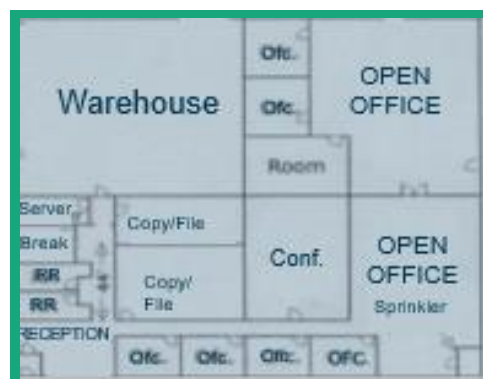 Ofc.
OPEN
OFFICE
Warehouse
Ofc.
Room
Server
Copy/File
Break
Conf.
OPEN
OFFICE
RR
Copy/
File
Sprinkler
RR
RECEPTION
Ofc.
Ofc.
Ofc.
OFC.